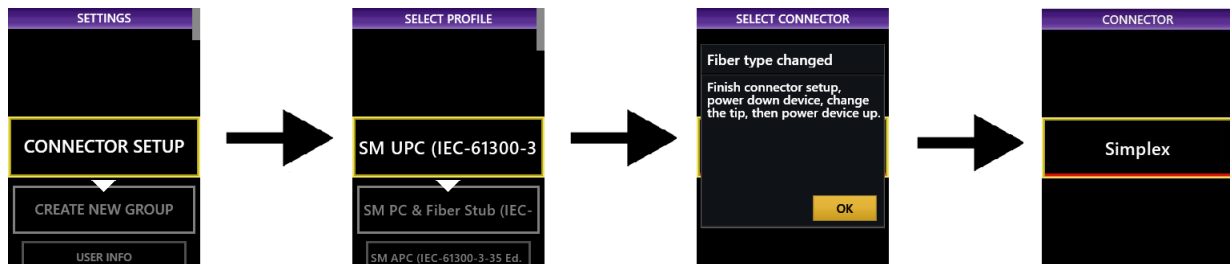 SETTINGS
CONNECTOR SETUP
CREATE NEW GROUP
USER INFO
SELECT PROFILE
SM UPC (IEC-61300-3
SM PC & Fiber Stub (IEC-
SM APC (IEC-61300-3-35 Ed.
SELECT CONNECTOR
Fiber type changed
Finish connector setup,
power down device, change
the tip, then power device up.
OK
CONNECTOR
Simplex